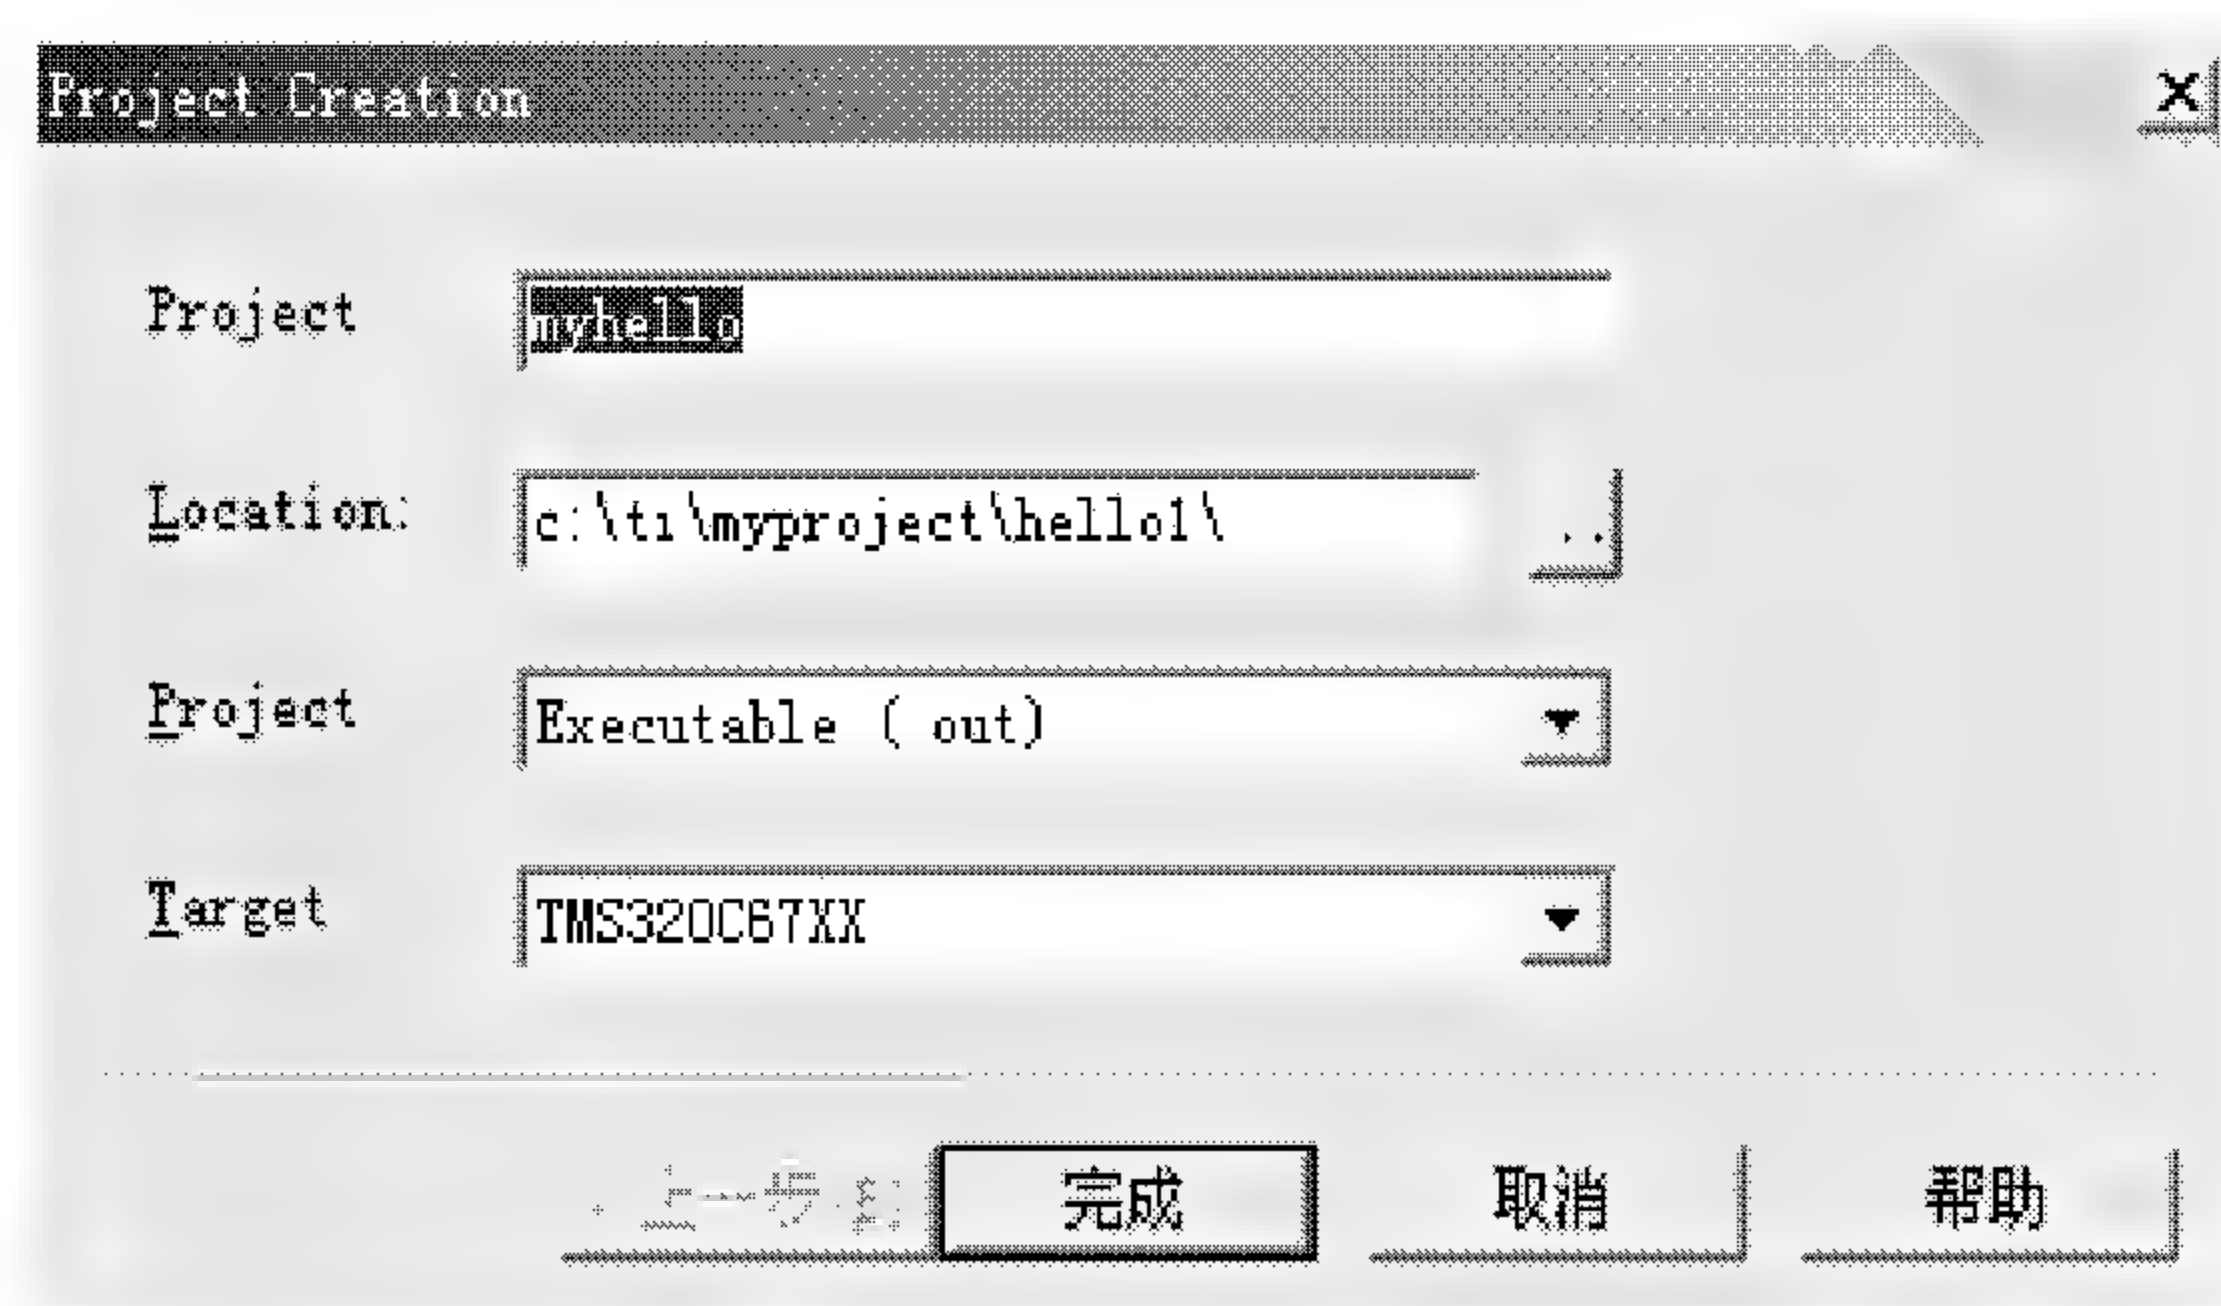 Project Creation
Project myhello
Location: c:\ti\myproject\hello1\ ..
Project Executable ( out)
Target TMS320C67XX
上一步 完成 取消 帮助